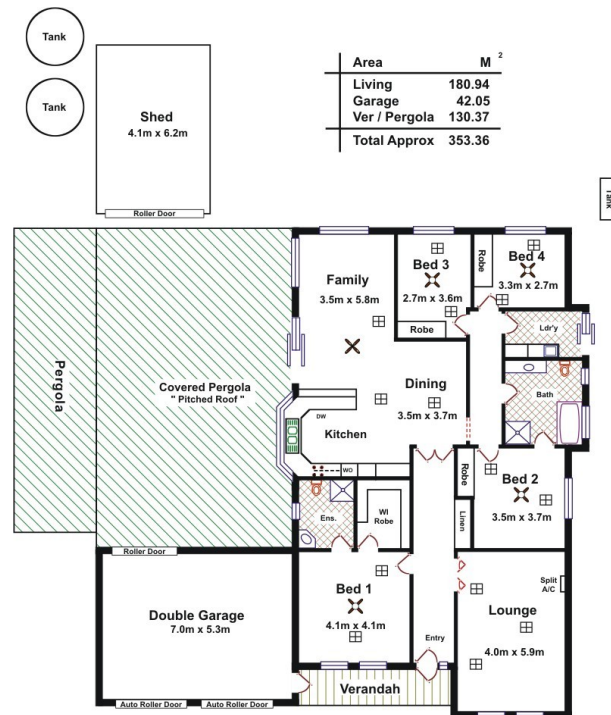 Tank
Tank
Shed
4.1m x 6.2m
Roller Door
Area M 2
Living 180.94
Garage 42.05
Ver / Pergola 130.37
Total Approx 353.36
Tank
Pergola
Covered Pergola
" Pitched Roof "
Family
3.5m x 5.8m
Bed 3
2.7m x 3.6m
Robe
Robe
Bed 4
3.3m x 2.7m
Ldr'y
Bath
Dining
3.5m x 3.7m
DW
Kitchen
WO
Ens.
WI
Robe
Robe
Linen
Bed 2
3.5m x 3.7m
Roller Door
Double Garage
7.0m x 5.3m
Auto Roller Door
Auto Roller Door
Bed 1
4.1m x 4.1m
Entry
Split
A/C
Lounge
4.0m x 5.9m
Verandah